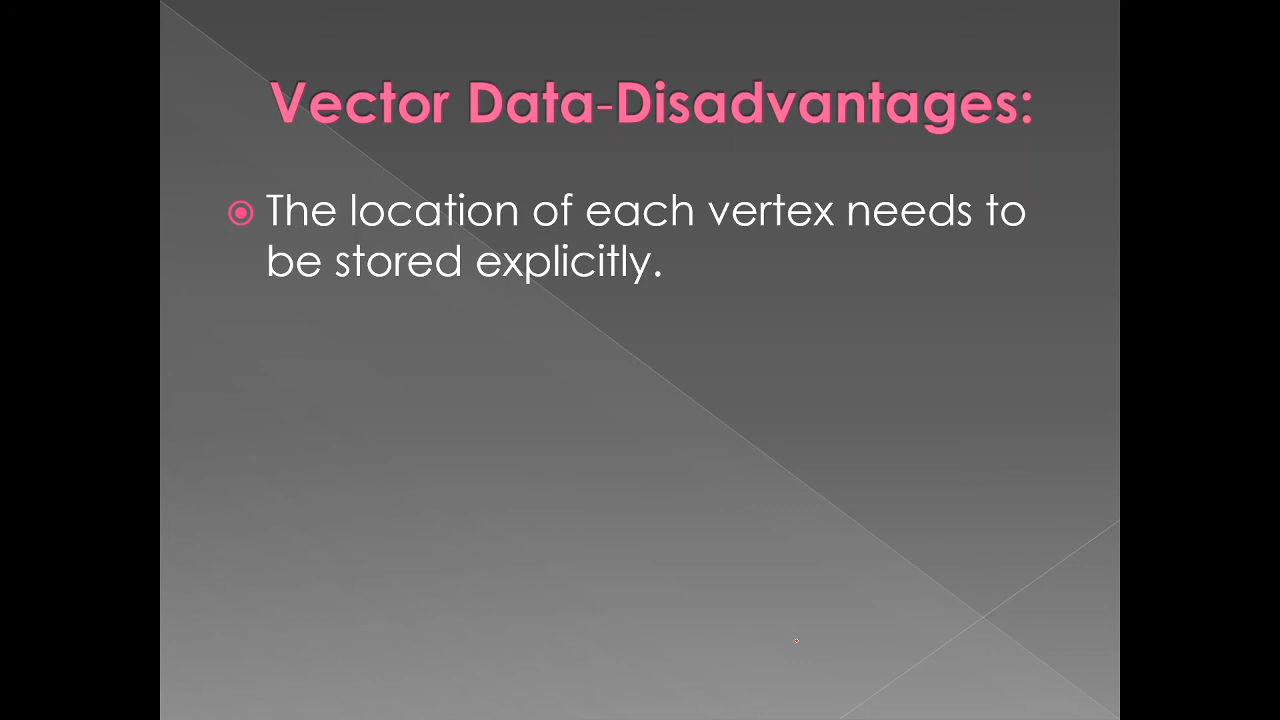 Vector Data-Disadvantages:
The location of each vertex needs to
be stored explicitly.